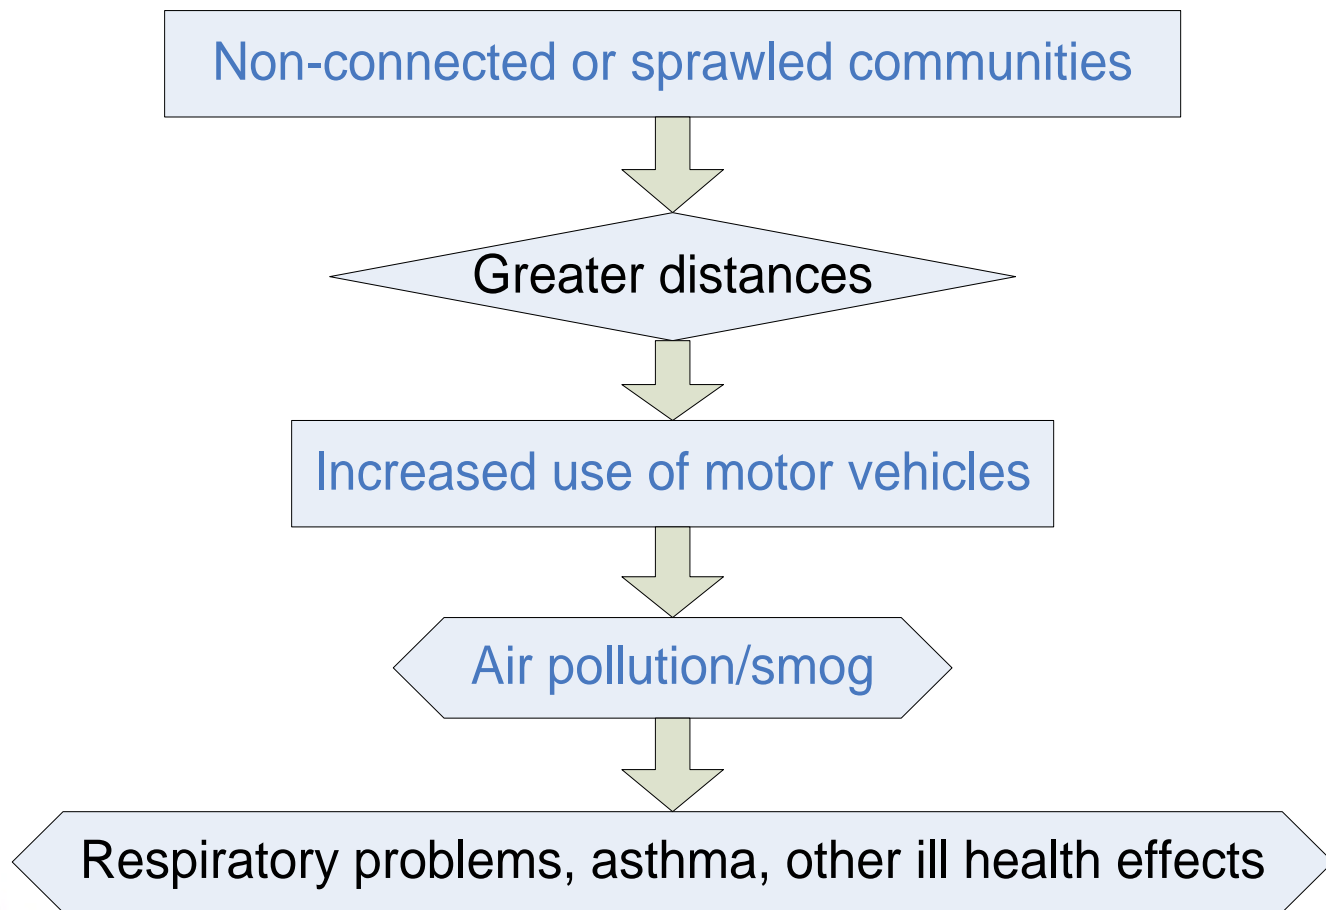 Non-connected or sprawled communities
Greater distances
Increased use of motor vehicles
Air pollution/smog
Respiratory problems, asthma, other ill health effects